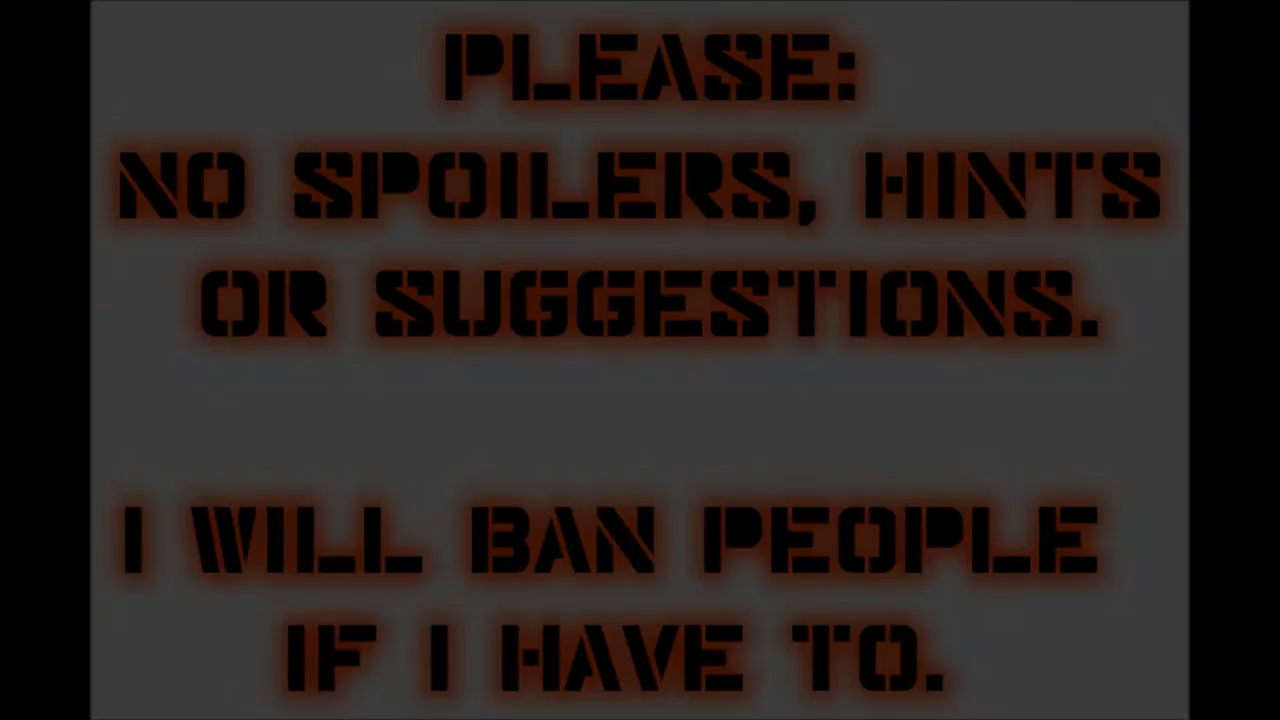 PLEASE:
NO SPOILERS, HINTS
OR SUGGESTIONS.
I WILL BAN PEOPLE
IF I HAVE TO.